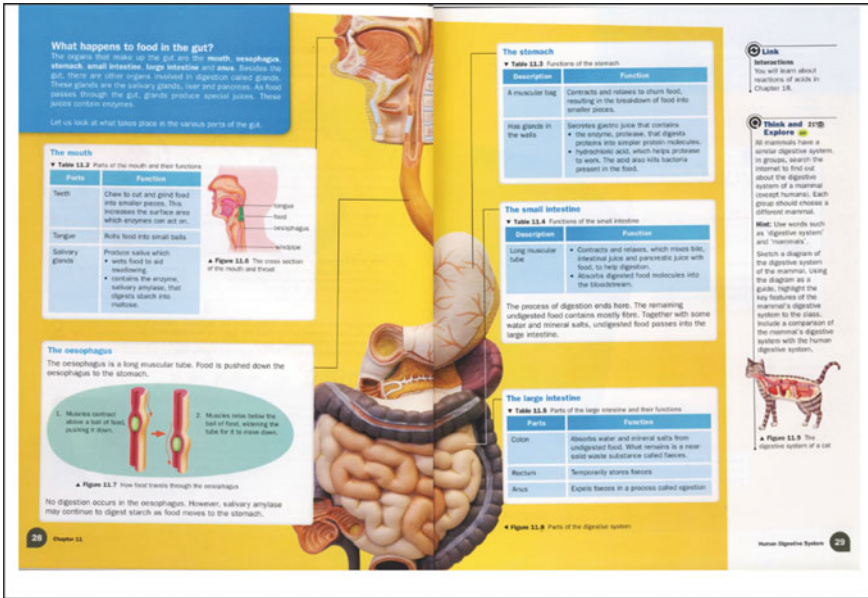 What happens to food in the gut?
The organs that make up the gut are the mouth, oesophagus,
stomach, small intestine, large intestine and anus. Besides the
gut, there are other organs involved in digestion called glands.
These glands are the salivary glands, liver and pancreas. As food
passes through the gut, glands produce special juices. These
juices contain enzymes.
Let us look at what takes place in the various parts of the gut.
The mouth
▼ Table 11.2 Parts of the mouth and their functions
Parts Function
Teeth Chew to cut and grind food
into smaller pieces. This
increases the surface area
which enzymes can act on.
Tongue Rolls food into small balls
Salivary Produce saliva which
glands • wets food to aid
swallowing.
• contains the enzyme,
salivary amylase, that
digests starch into
maltose.
tongue
food
oesophagus
windpipe
▲ Figure 11.6 The cross section
of the mouth and throat
The oesophagus
The oesophagus is a long muscular tube. Food is pushed down the
oesophagus to the stomach.
1. Muscles contract
above a ball of food,
pushing it down.
2. Muscles relax below the
ball of food, widening the
tube for it to move down.
▲ Figure 11.7 How food travels through the oesophagus
No digestion occurs in the oesophagus. However, salivary amylase
may continue to digest starch as food moves to the stomach.
28 Chapter 11
The stomach
▼ Table 11.3 Functions of the stomach
Description Function
A muscular bag Contracts and relaxes to churn food,
resulting in the breakdown of food into
smaller pieces.
Has glands in Secretes gastric juice that contains
the walls • the enzyme, protease, that digests
proteins into simpler protein molecules.
• hydrochloric acid, which helps protease
to work. The acid also kills bacteria
present in the food.
The small intestine
▼ Table 11.4 Functions of the small intestine
Description Function
Long muscular • Contracts and relaxes, which mixes bile,
tube intestinal juice and pancreatic juice with
food, to help digestion.
• Absorbs digested food molecules into
the bloodstream.
The process of digestion ends here. The remaining
undigested food contains mostly fibre. Together with some
water and mineral salts, undigested food passes into the
large intestine.
The large intestine
▼ Table 11.5 Parts of the large intestine and their functions
Parts Function
Colon Absorbs water and mineral salts from
undigested food. What remains is a near-
solid waste substance called faeces.
Rectum Temporarily stores faeces
Anus Expels faeces in a process called egestion
◀ Figure 11.8 Parts of the digestive system
Link
Interactions
You will learn about
reactions of acids in
Chapter 19.
Think and
Explore
All mammals have a
similar digestive system.
In groups, search the
internet to find out
about the digestive
system of a mammal
(except humans). Each
group should choose a
different mammal.
Hint: Use words such
as 'digestive system'
and 'mammals'.
Sketch a diagram of
the digestive system
of the mammal. Using
the diagram as a
guide, highlight the
key features of the
mammal's digestive
system to the class.
Include a comparison of
the mammal's digestive
system with the human
digestive system.
▲ Figure 11.9 The
digestive system of a cat
Human Digestive System 29